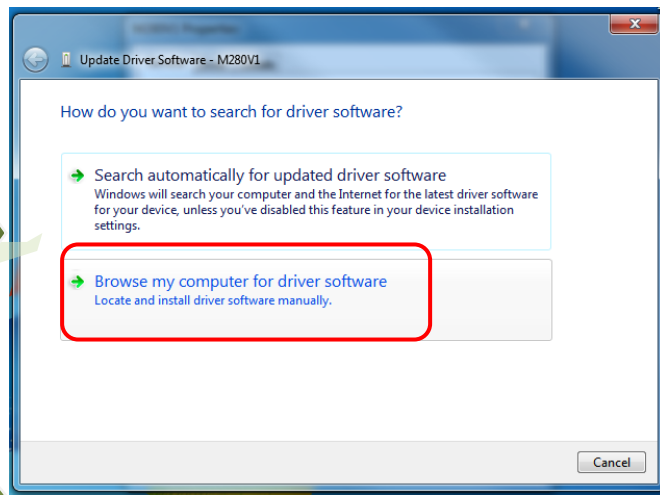 Update Driver Software - M280V1
How do you want to search for driver software?
Search automatically for updated driver software
Windows will search your computer and the Internet for the latest driver software
for your device, unless you've disabled this feature in your device installation
settings.
Browse my computer for driver software
Locate and install driver software manually.
Cancel